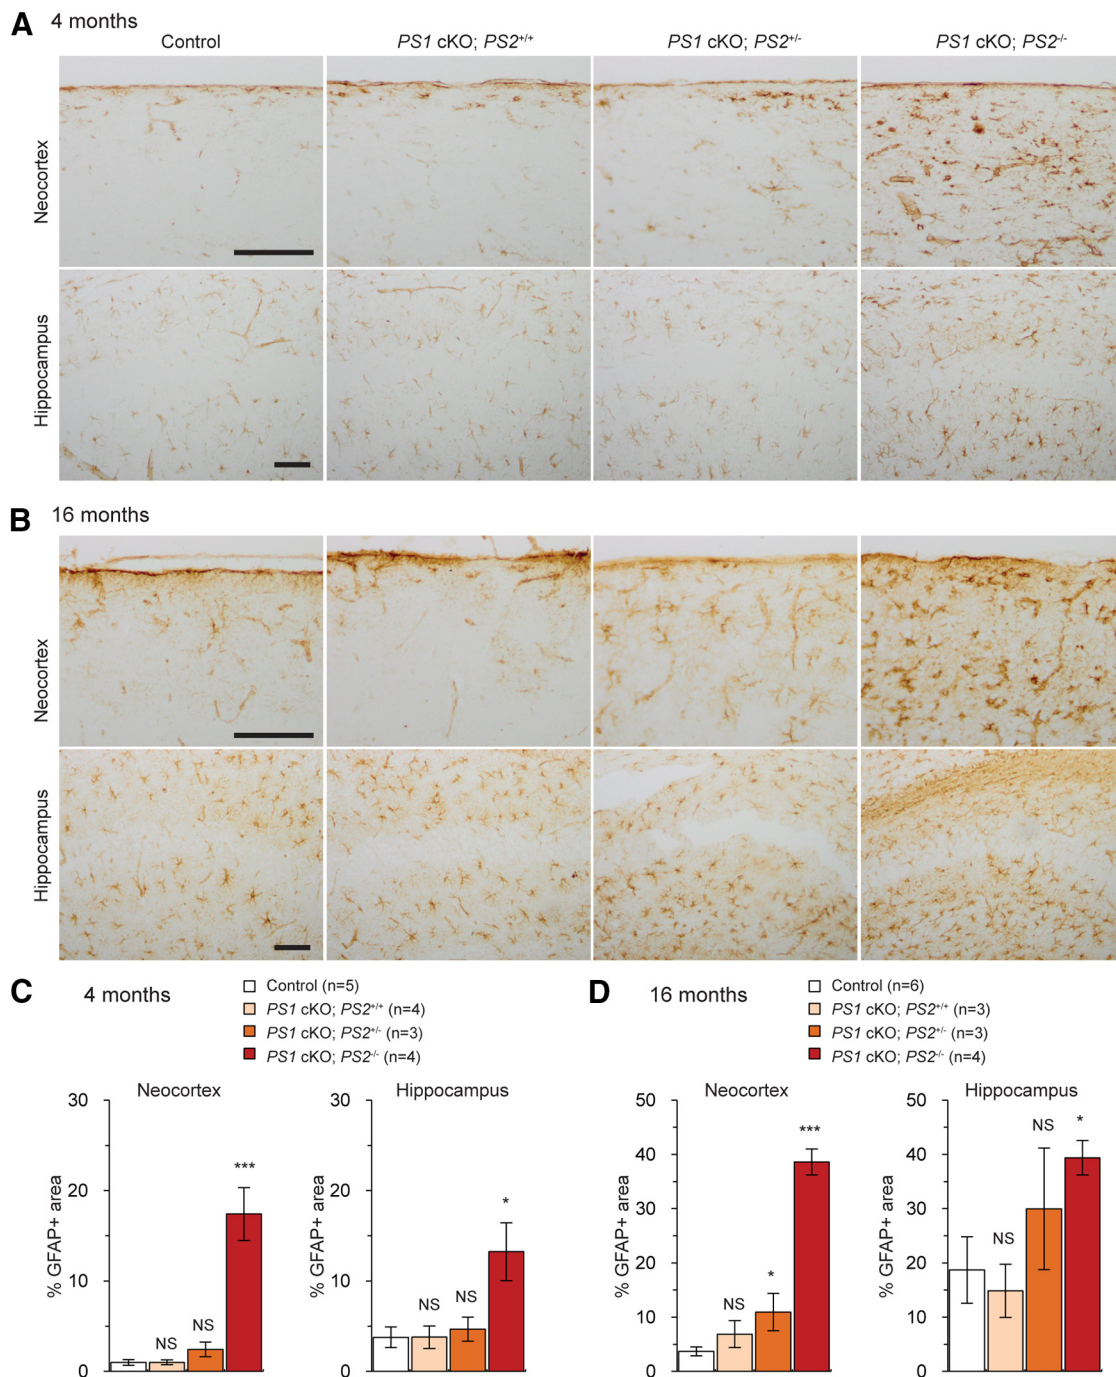 A 4 months
Control PS1 cKO; PS2+/+ PS1 cKO; PS2+/- PS1 cKO; PS2-/-
Neocortex
Hippocampus
B 16 months
Neocortex
Hippocampus
C 4 months
Control (n=5)
PS1 cKO; PS2+/+ (n=4)
PS1 cKO; PS2+/- (n=3)
PS1 cKO; PS2-/- (n=4)
Neocortex
% GFAP+ area
30
20
10
0
NS
NS
***
Hippocampus
% GFAP+ area
30
20
10
0
NS
NS
*
D 16 months
Control (n=6)
PS1 cKO; PS2+/+ (n=3)
PS1 cKO; PS2+/- (n=3)
PS1 cKO; PS2-/- (n=4)
Neocortex
% GFAP+ area
50
40
30
20
10
0
NS
*
***
Hippocampus
% GFAP+ area
50
40
30
20
10
0
NS
NS
*